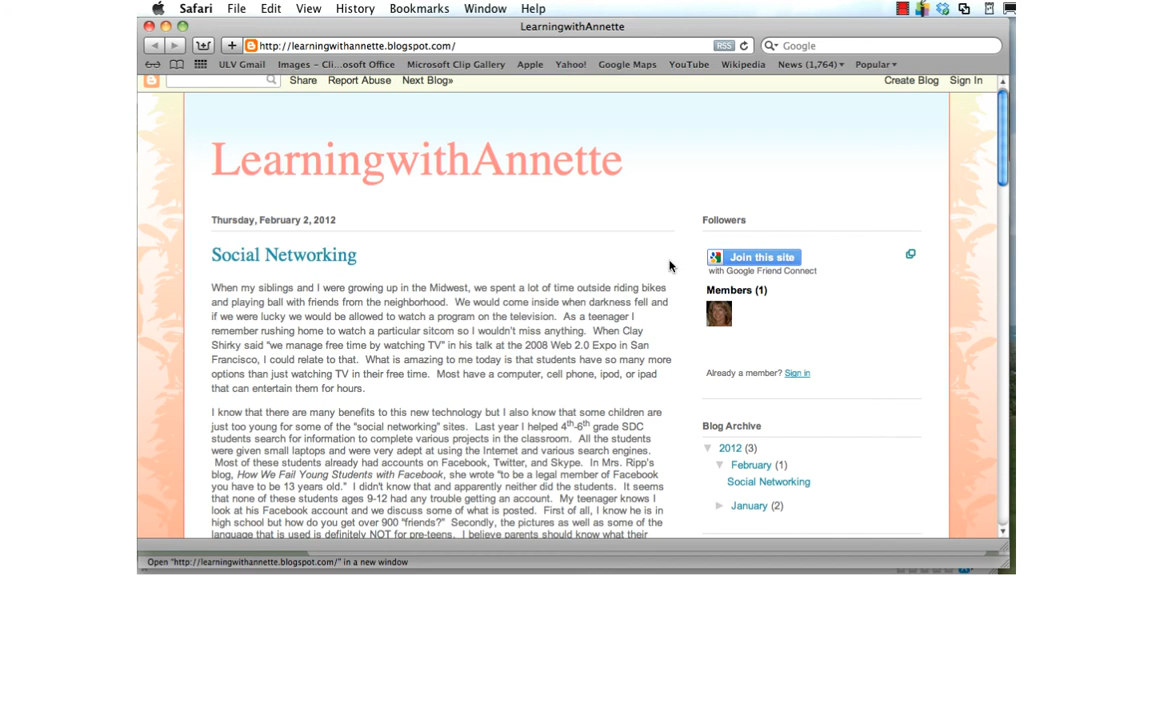 Safari File Edit View History Bookmarks Window Help
LearningwithAnnette
http://learningwithannette.blogspot.com/ RSS Google
ULV Gmail Images – Cli...osoft Office Microsoft Clip Gallery Apple Yahoo! Google Maps YouTube Wikipedia News (1,764) Popular
Share Report Abuse Next Blog» Create Blog Sign In
LearningwithAnnette
Thursday, February 2, 2012
Social Networking
When my siblings and I were growing up in the Midwest, we spent a lot of time outside riding bikes
and playing ball with friends from the neighborhood. We would come inside when darkness fell and
if we were lucky we would be allowed to watch a program on the television. As a teenager I
remember rushing home to watch a particular sitcom so I wouldn't miss anything. When Clay
Shirky said "we manage free time by watching TV" in his talk at the 2008 Web 2.0 Expo in San
Francisco, I could relate to that. What is amazing to me today is that students have so many more
options than just watching TV in their free time. Most have a computer, cell phone, ipod, or ipad
that can entertain them for hours.
I know that there are many benefits to this new technology but I also know that some children are
just too young for some of the "social networking" sites. Last year I helped 4th-6th grade SDC
students search for information to complete various projects in the classroom. All the students
were given small laptops and were very adept at using the Internet and various search engines.
Most of these students already had accounts on Facebook, Twitter, and Skype. In Mrs. Ripp's
blog, How We Fail Young Students with Facebook, she wrote "to be a legal member of Facebook
you have to be 13 years old." I didn't know that and apparently neither did the students. It seems
that none of these students ages 9-12 had any trouble getting an account. My teenager knows I
look at his Facebook account and we discuss some of what is posted. First of all, I know he is in
high school but how do you get over 900 "friends?" Secondly, the pictures as well as some of the
language that is used is definitely NOT for pre-teens. I believe parents should know what their
Followers
Join this site
with Google Friend Connect
Members (1)
Already a member? Sign in
Blog Archive
▼ 2012 (3)
▼ February (1)
Social Networking
► January (2)
Open "http://learningwithannette.blogspot.com/" in a new window